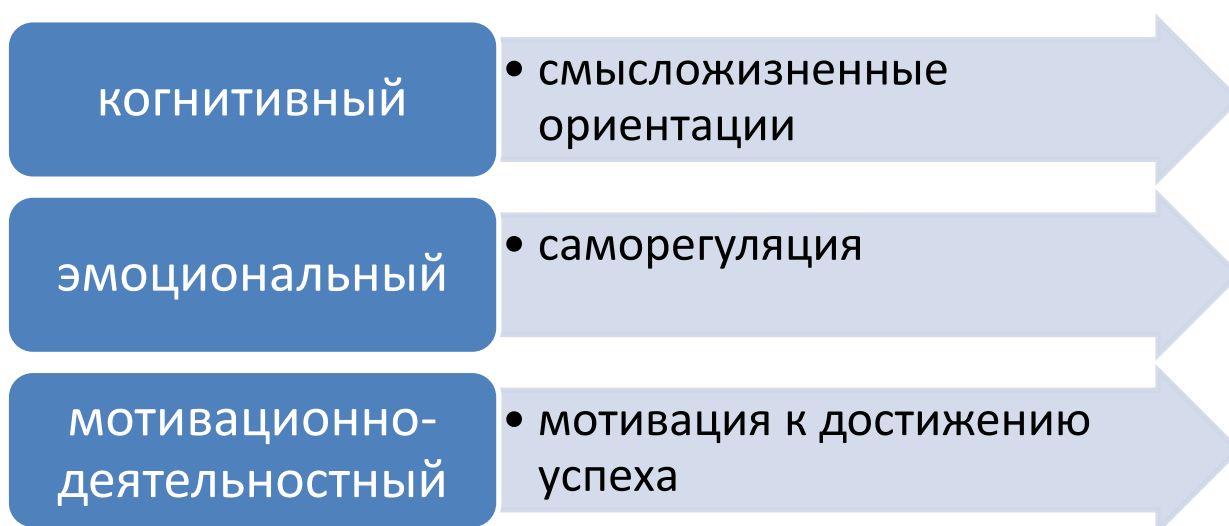 когнитивный
• смысложизненные
ориентации
эмоциональный
• саморегуляция
мотивационно-
деятельностный
• мотивация к достижению
успеха